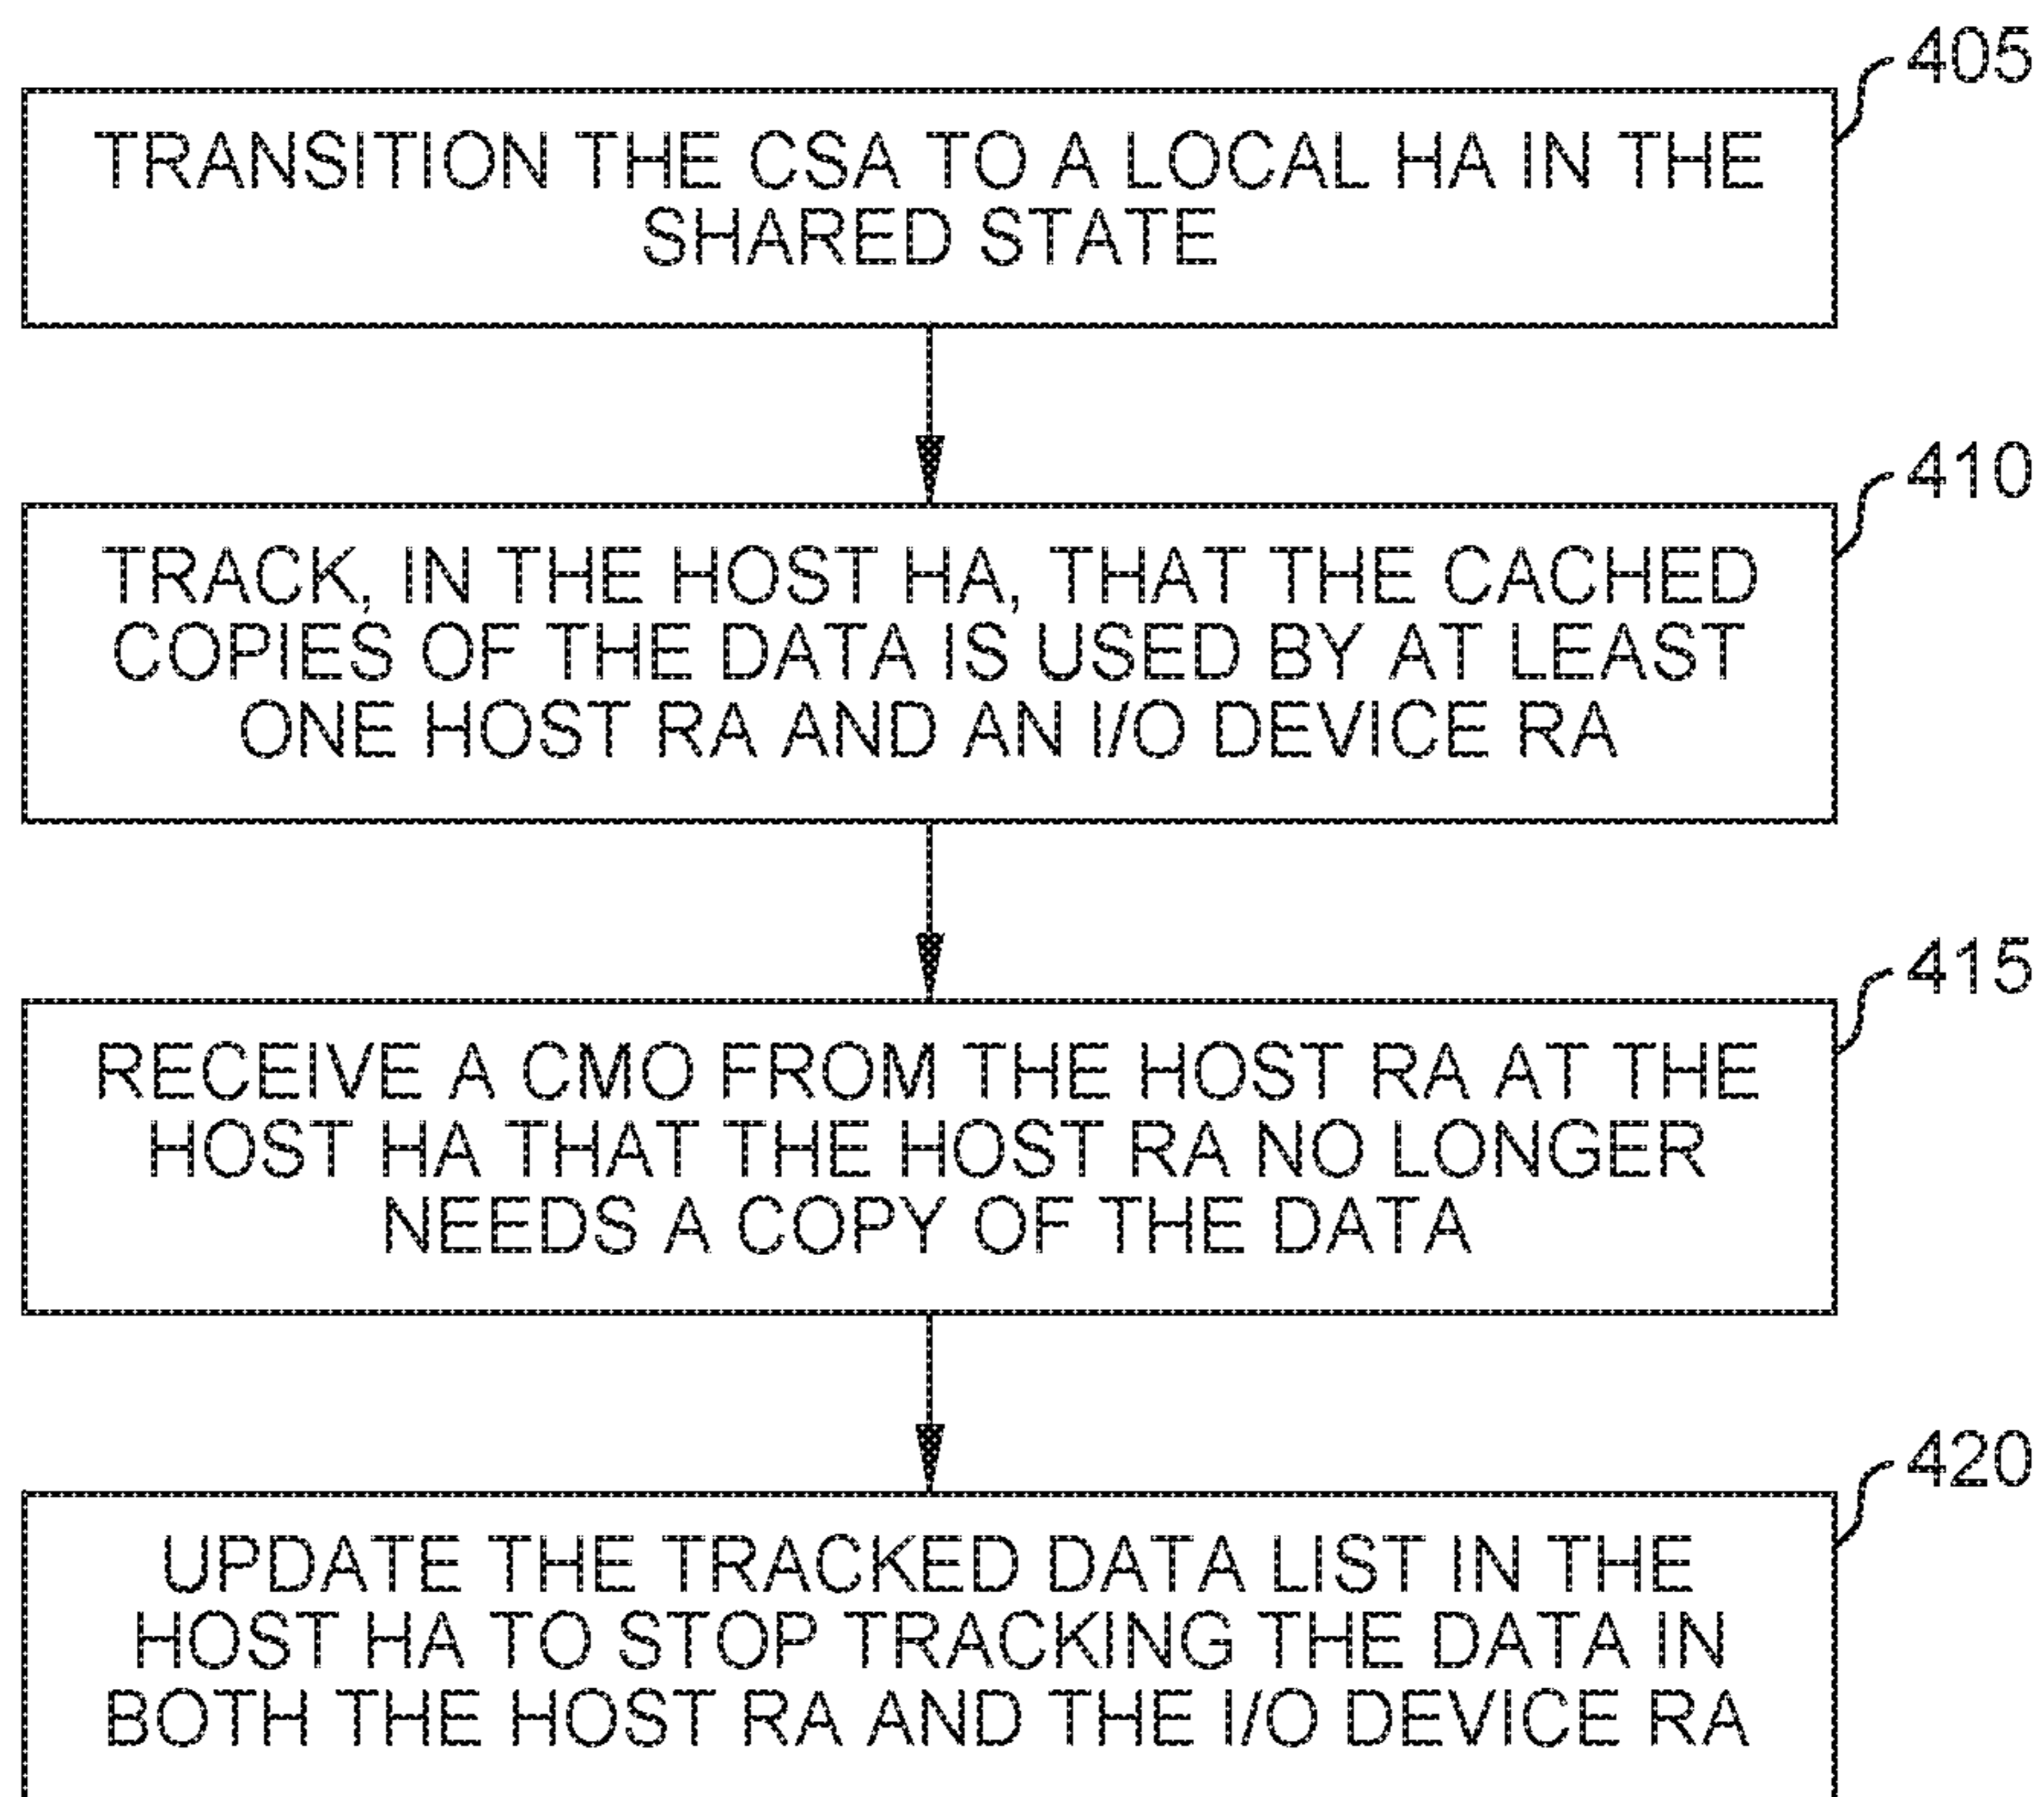 405
TRANSITION THE CSA TO A LOCAL HA IN THE
SHARED STATE
410
TRACK, IN THE HOST HA, THAT THE CACHED
COPIES OF THE DATA IS USED BY AT LEAST
ONE HOST RA AND AN I/O DEVICE RA
415
RECEIVE A CMO FROM THE HOST RA AT THE
HOST HA THAT THE HOST RA NO LONGER
NEEDS A COPY OF THE DATA
420
UPDATE THE TRACKED DATA LIST IN THE
HOST HA TO STOP TRACKING THE DATA IN
BOTH THE HOST RA AND THE I/O DEVICE RA